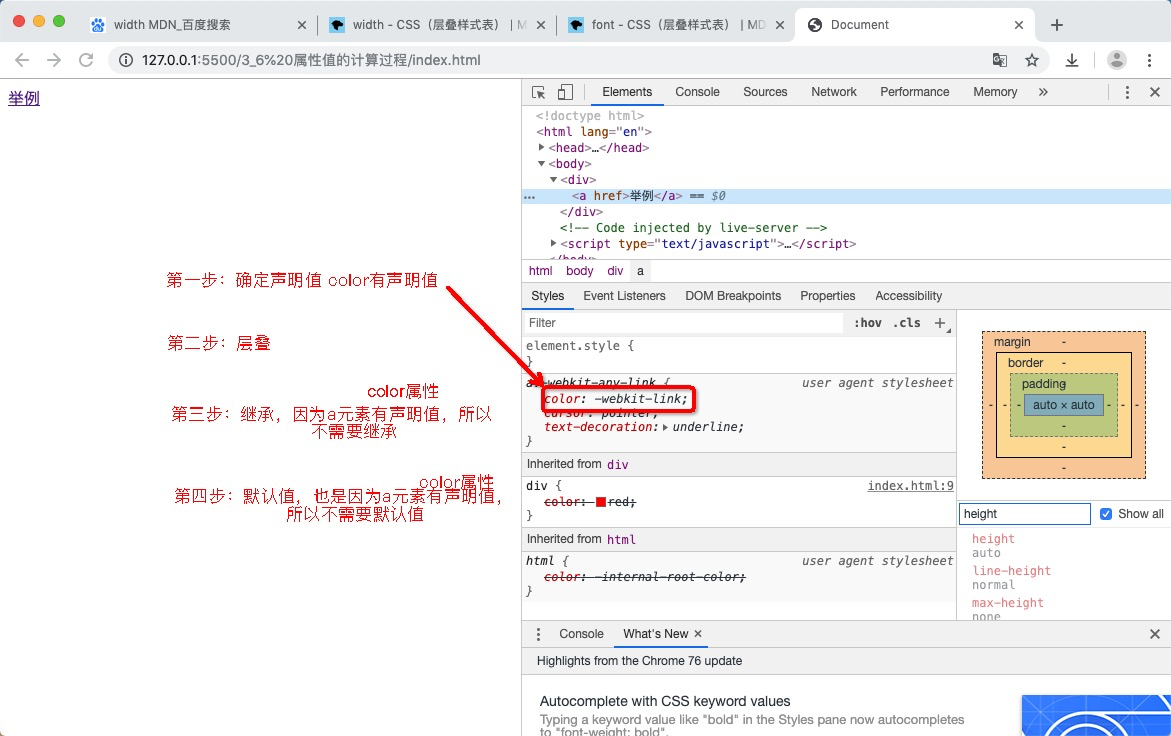 width MDN_百度搜索
width - CSS（层叠样式表） | M
font - CSS（层叠样式表） | MD
Document
127.0.0.1:5500/3_6%20属性值的计算过程/index.html
举例
Elements Console Sources Network Performance Memory
<!doctype html>
<html lang="en">
<head>…</head>
<body>
<div>
… <a href>举例</a> == $0
</div>
<!-- Code injected by live-server -->
<script type="text/javascript">…</script>
</body>
html body div a
Styles Event Listeners DOM Breakpoints Properties Accessibility
Filter :hov .cls +
element.style {
}
a:-webkit-any-link { user agent stylesheet
color: -webkit-link;
cursor: pointer;
text-decoration: underline;
}
Inherited from div
div { index.html:9
color: red;
}
Inherited from html
html { user agent stylesheet
color: -internal-root-color;
}
第一步：确定声明值 color有声明值
第二步：层叠
color属性
第三步：继承，因为a元素有声明值，所以
不需要继承
color属性
第四步：默认值，也是因为a元素有声明值，
所以不需要默认值
margin -
border -
padding -
- - - auto × auto - - -
-
-
-
height Show all
height
auto
line-height
normal
max-height
none
Console What's New
Highlights from the Chrome 76 update
Autocomplete with CSS keyword values
Typing a keyword value like "bold" in the Styles pane now autocompletes
to "font-weight: bold".